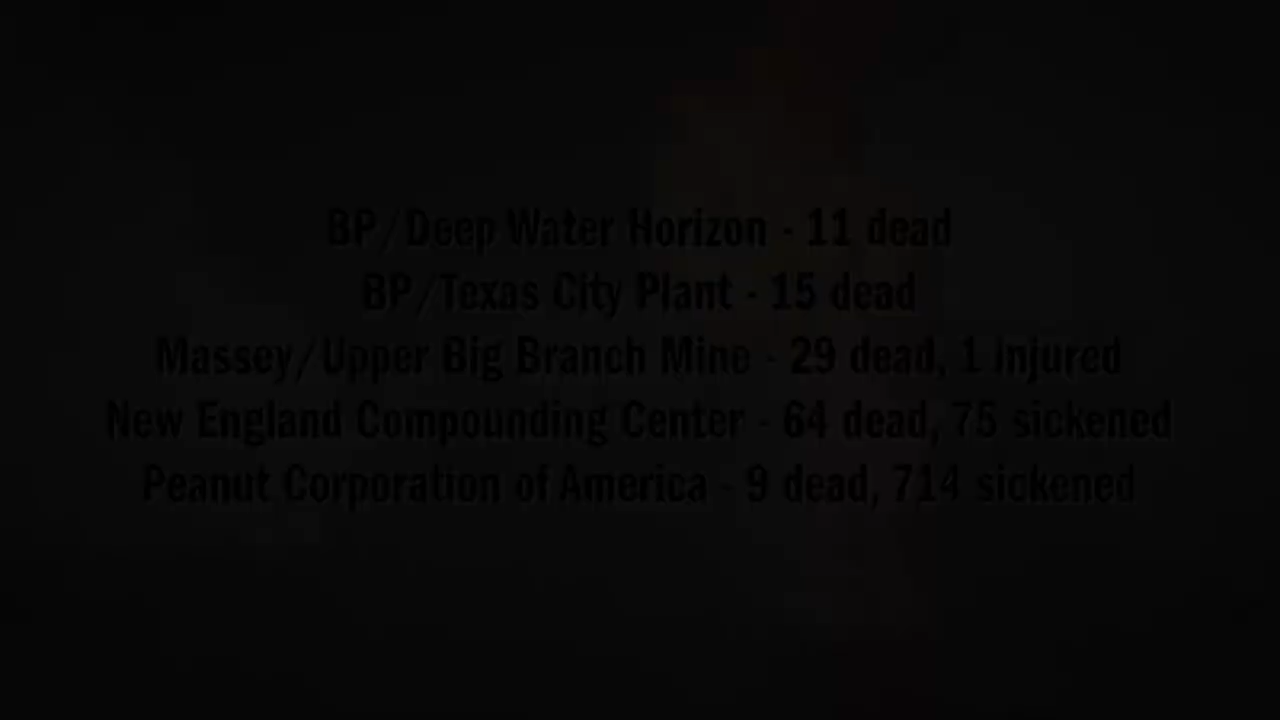 BP/Deep Water Horizon - 11 dead
BP/Texas City Plant - 15 dead
Massey/Upper Big Branch Mine - 29 dead, 1 injured
New England Compounding Center - 64 dead, 75 sickened
Peanut Corporation of America - 9 dead, 714 sickened